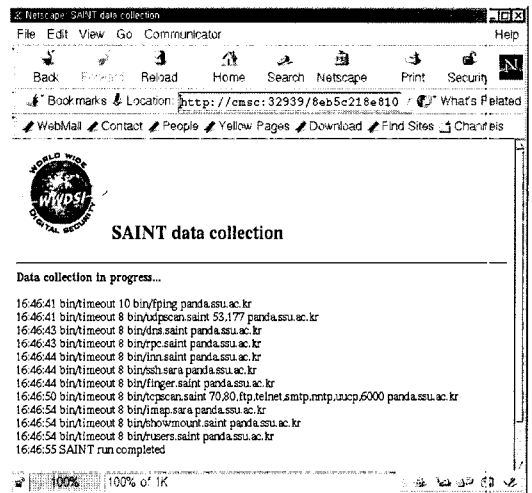 Netscape: SAINT data collection
File Edit View Go Communicator Help
Back Forward Reload Home Search Netscape Print Security N
Bookmarks Location: http://cmsc:32939/8eb5c218e810 What's Related
WebMail Contact People Yellow Pages Download Find Sites Channels
WORLD WIDE
WWDSI
DIGITAL SECURITY
SAINT data collection
Data collection in progress...
16:46:41 bin/timeout 10 bin/fping panda.ssu.ac.kr
16:46:41 bin/timeout 8 bin/udpscan.saint 53,177 panda.ssu.ac.kr
16:46:43 bin/timeout 8 bin/dns.saint panda.ssu.ac.kr
16:46:43 bin/timeout 8 bin/rpc.saint panda.ssu.ac.kr
16:46:44 bin/timeout 8 bin/inn.saint panda.ssu.ac.kr
16:46:44 bin/timeout 8 bin/ssh.sara panda.ssu.ac.kr
16:46:44 bin/timeout 8 bin/finger.saint panda.ssu.ac.kr
16:46:50 bin/timeout 8 bin/tcpscan.saint 70,80,ftp,telnet,smtp,nntp,uucp,6000 panda.ssu.ac.kr
16:46:54 bin/timeout 8 bin/imap.sara panda.ssu.ac.kr
16:46:54 bin/timeout 8 bin/showmount.saint panda.ssu.ac.kr
16:46:54 bin/timeout 8 bin/rusers.saint panda.ssu.ac.kr
16:46:55 SAINT run completed
100% 100% of 1K